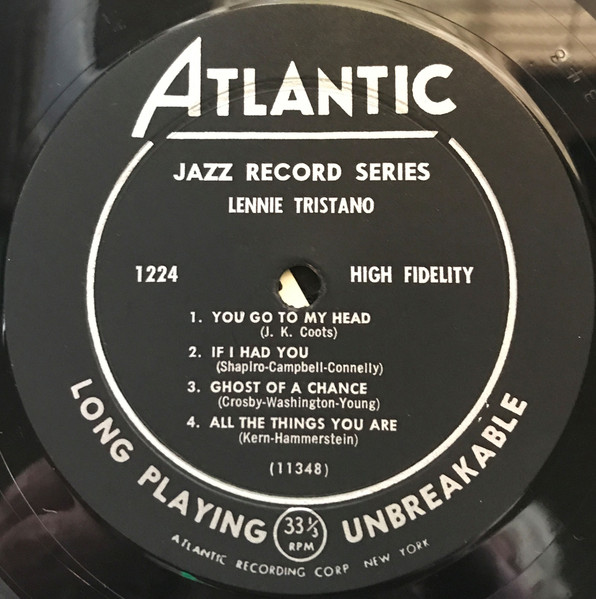 ATLANTIC
JAZZ RECORD SERIES
LENNIE TRISTANO
1224 HIGH FIDELITY
1. YOU GO TO MY HEAD
(J. K. Coots)
2. IF I HAD YOU
(Shapiro-Campbell-Connelly)
3. GHOST OF A CHANCE
(Crosby-Washington-Young)
4. ALL THE THINGS YOU ARE
(Kern-Hammerstein)
(11348)
LONG PLAYING 33 1/3 RPM UNBREAKABLE
ATLANTIC RECORDING CORP NEW YORK